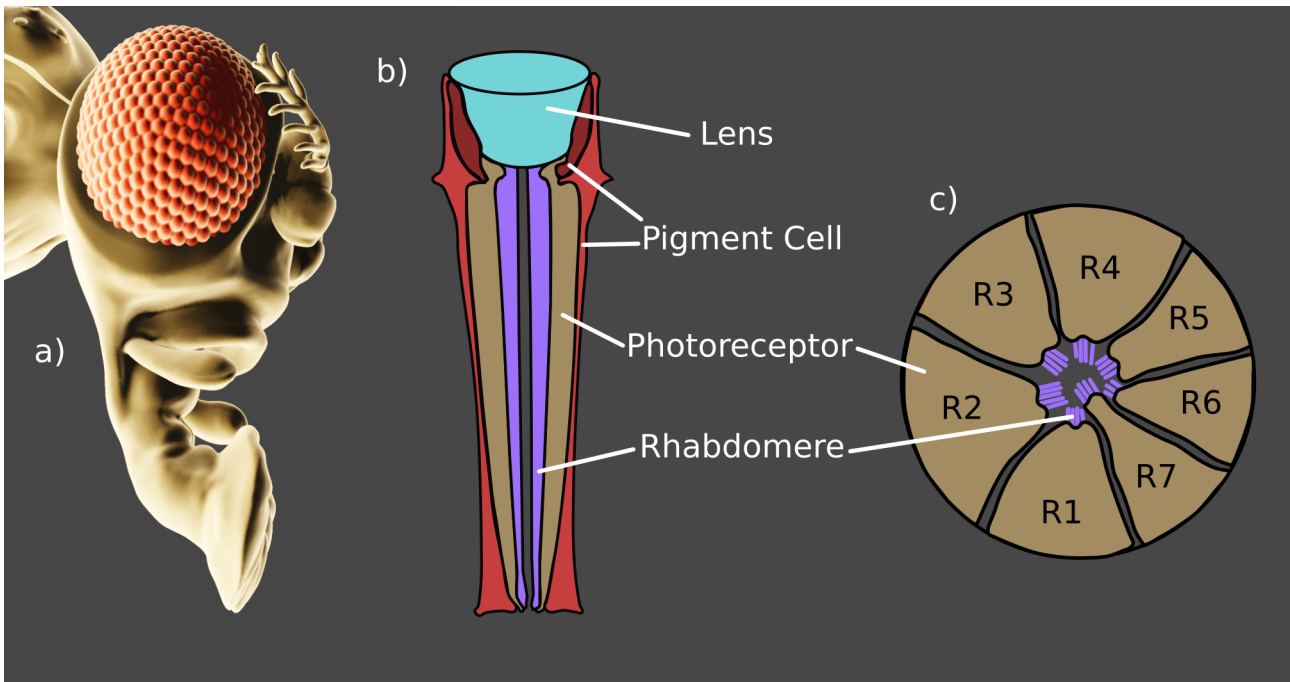 a)
b)
Lens
Pigment Cell
Photoreceptor
Rhabdomere
c)
R3
R4
R5
R2
R6
R7
R1